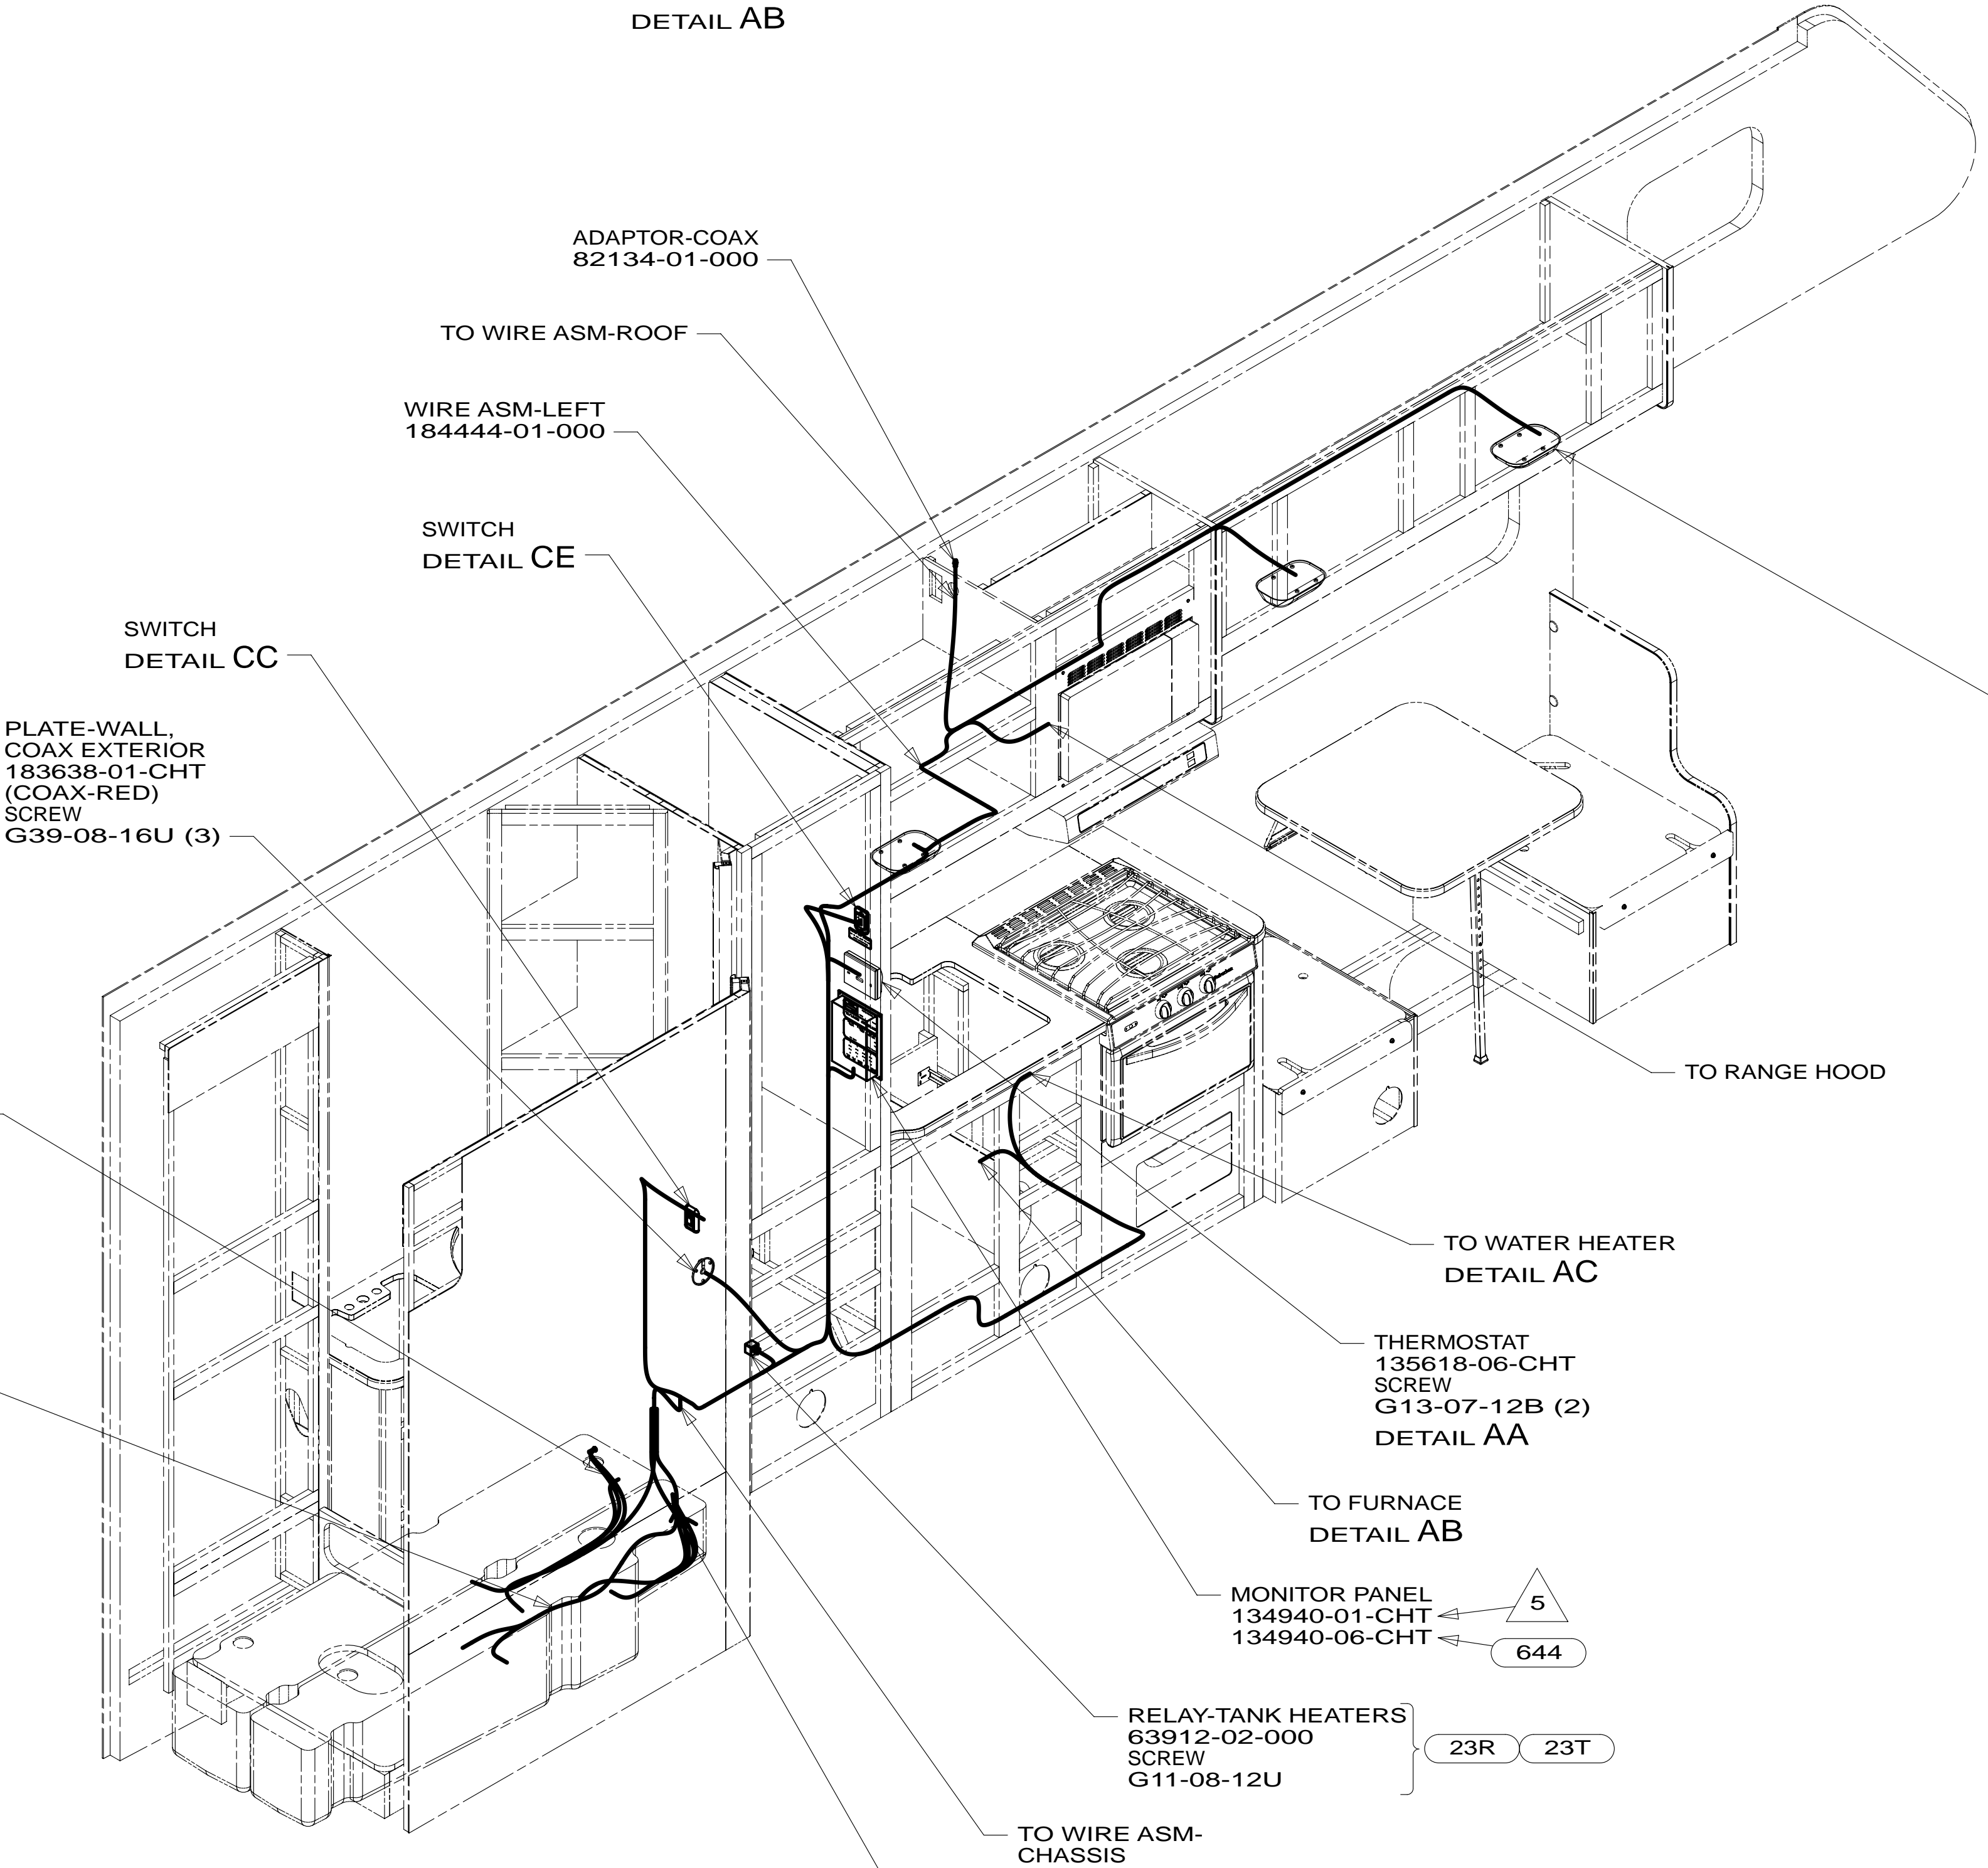 DETAIL AB
ADAPTOR-COAX
82134-01-000
TO WIRE ASM-ROOF
WIRE ASM-LEFT
184444-01-000
SWITCH
DETAIL CE
SWITCH
DETAIL CC
PLATE-WALL,
COAX EXTERIOR
183638-01-CHT
(COAX-RED)
SCREW
G39-08-16U (3)
TO RANGE HOOD
TO WATER HEATER
DETAIL AC
THERMOSTAT
135618-06-CHT
SCREW
G13-07-12B (2)
DETAIL AA
TO FURNACE
DETAIL AB
MONITOR PANEL
134940-01-CHT
5
134940-06-CHT
644
RELAY-TANK HEATERS
63912-02-000
SCREW
G11-08-12U
23R 23T
TO WIRE ASM-
CHASSIS